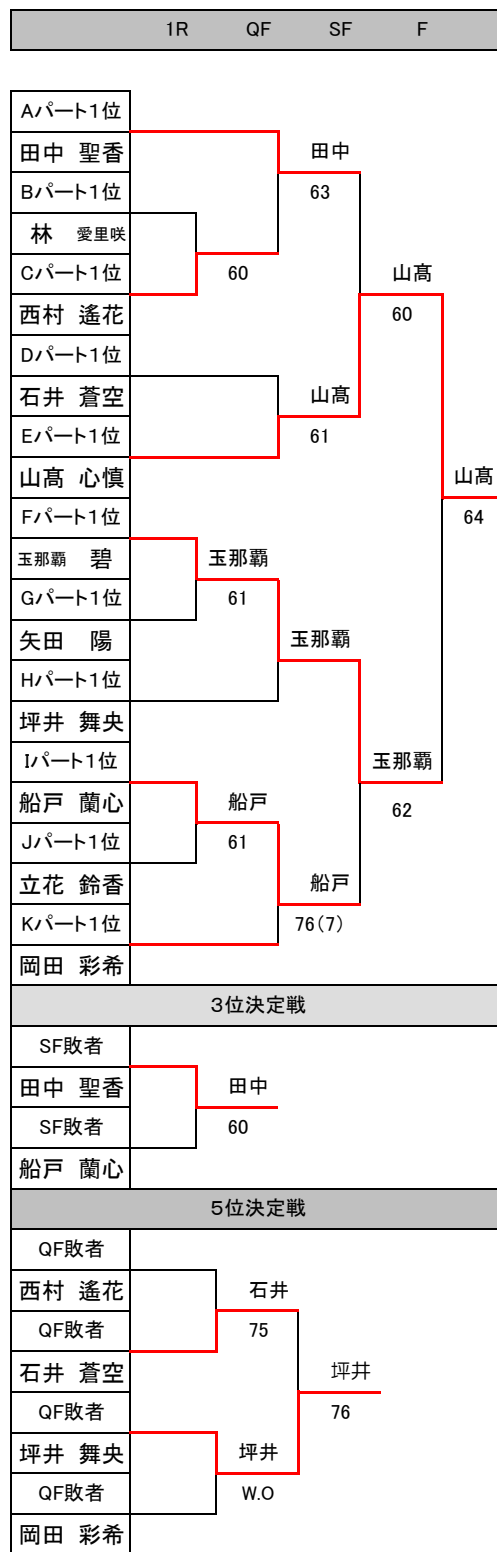 1R QF SF F
Aパート1位
田中 聖香 田中
Bパート1位 63
林 愛里咲
Cパート1位 60 山髙
西村 遙花 60
Dパート1位
石井 蒼空 山髙
Eパート1位 61
山髙 心慎 山髙
Fパート1位 64
玉那覇 碧 玉那覇
Gパート1位 61
矢田 陽 玉那覇
Hパート1位
坪井 舞央
Iパート1位 玉那覇
船戸 蘭心 船戸 62
Jパート1位 61
立花 鈴香 船戸
Kパート1位 76(7)
岡田 彩希
3位決定戦
SF敗者
田中 聖香 田中
SF敗者 60
船戸 蘭心
5位決定戦
QF敗者
西村 遙花 石井
QF敗者 75
石井 蒼空 坪井
QF敗者 76
坪井 舞央 坪井
QF敗者 W.O
岡田 彩希